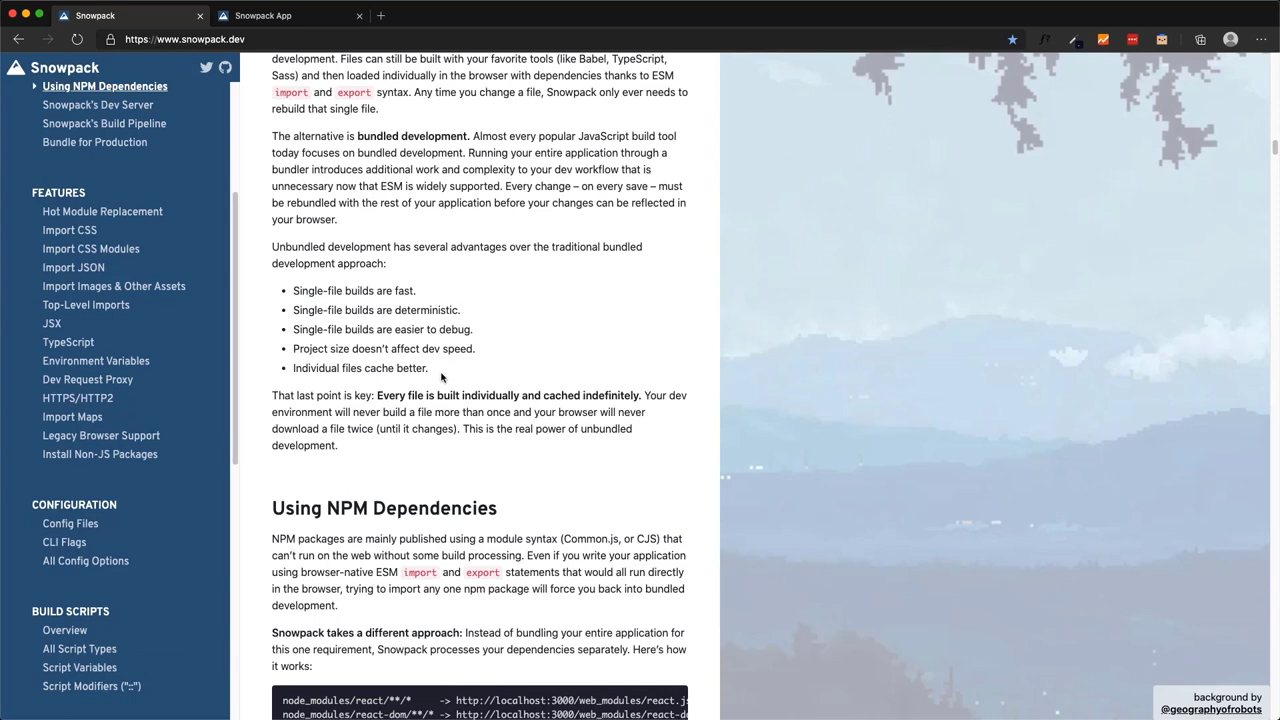 Snowpack
Snowpack App
https://www.snowpack.dev
Snowpack
Using NPM Dependencies
Snowpack's Dev Server
Snowpack's Build Pipeline
Bundle for Production
FEATURES
Hot Module Replacement
Import CSS
Import CSS Modules
Import JSON
Import Images & Other Assets
Top-Level Imports
JSX
TypeScript
Environment Variables
Dev Request Proxy
HTTPS/HTTP2
Import Maps
Legacy Browser Support
Install Non-JS Packages
CONFIGURATION
Config Files
CLI Flags
All Config Options
BUILD SCRIPTS
Overview
All Script Types
Script Variables
Script Modifiers ("::")
development. Files can still be built with your favorite tools (like Babel, TypeScript,
Sass) and then loaded individually in the browser with dependencies thanks to ESM
import and export syntax. Any time you change a file, Snowpack only ever needs to
rebuild that single file.
The alternative is bundled development. Almost every popular JavaScript build tool
today focuses on bundled development. Running your entire application through a
bundler introduces additional work and complexity to your dev workflow that is
unnecessary now that ESM is widely supported. Every change – on every save – must
be rebundled with the rest of your application before your changes can be reflected in
your browser.
Unbundled development has several advantages over the traditional bundled
development approach:
• Single-file builds are fast.
• Single-file builds are deterministic.
• Single-file builds are easier to debug.
• Project size doesn’t affect dev speed.
• Individual files cache better.
That last point is key: Every file is built individually and cached indefinitely. Your dev
environment will never build a file more than once and your browser will never
download a file twice (until it changes). This is the real power of unbundled
development.
Using NPM Dependencies
NPM packages are mainly published using a module syntax (Common.js, or CJS) that
can’t run on the web without some build processing. Even if you write your application
using browser-native ESM import and export statements that would all run directly
in the browser, trying to import any one npm package will force you back into bundled
development.
Snowpack takes a different approach: Instead of bundling your entire application for
this one requirement, Snowpack processes your dependencies separately. Here’s how
it works:
node_modules/react/**/* -> http://localhost:3000/web_modules/react.js
node_modules/react-dom/**/* -> http://localhost:3000/web_modules/react-d
background by
@geographyofrobots